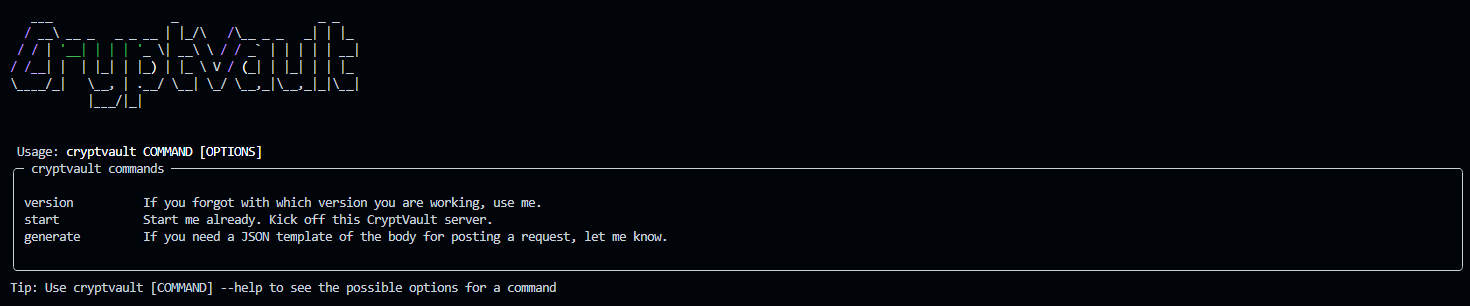 CryptVault
Usage: cryptvault COMMAND [OPTIONS]
cryptvault commands
version If you forgot with which version you are working, use me.
start Start me already. Kick off this CryptVault server.
generate If you need a JSON template of the body for posting a request, let me know.
Tip: Use cryptvault [COMMAND] --help to see the possible options for a command